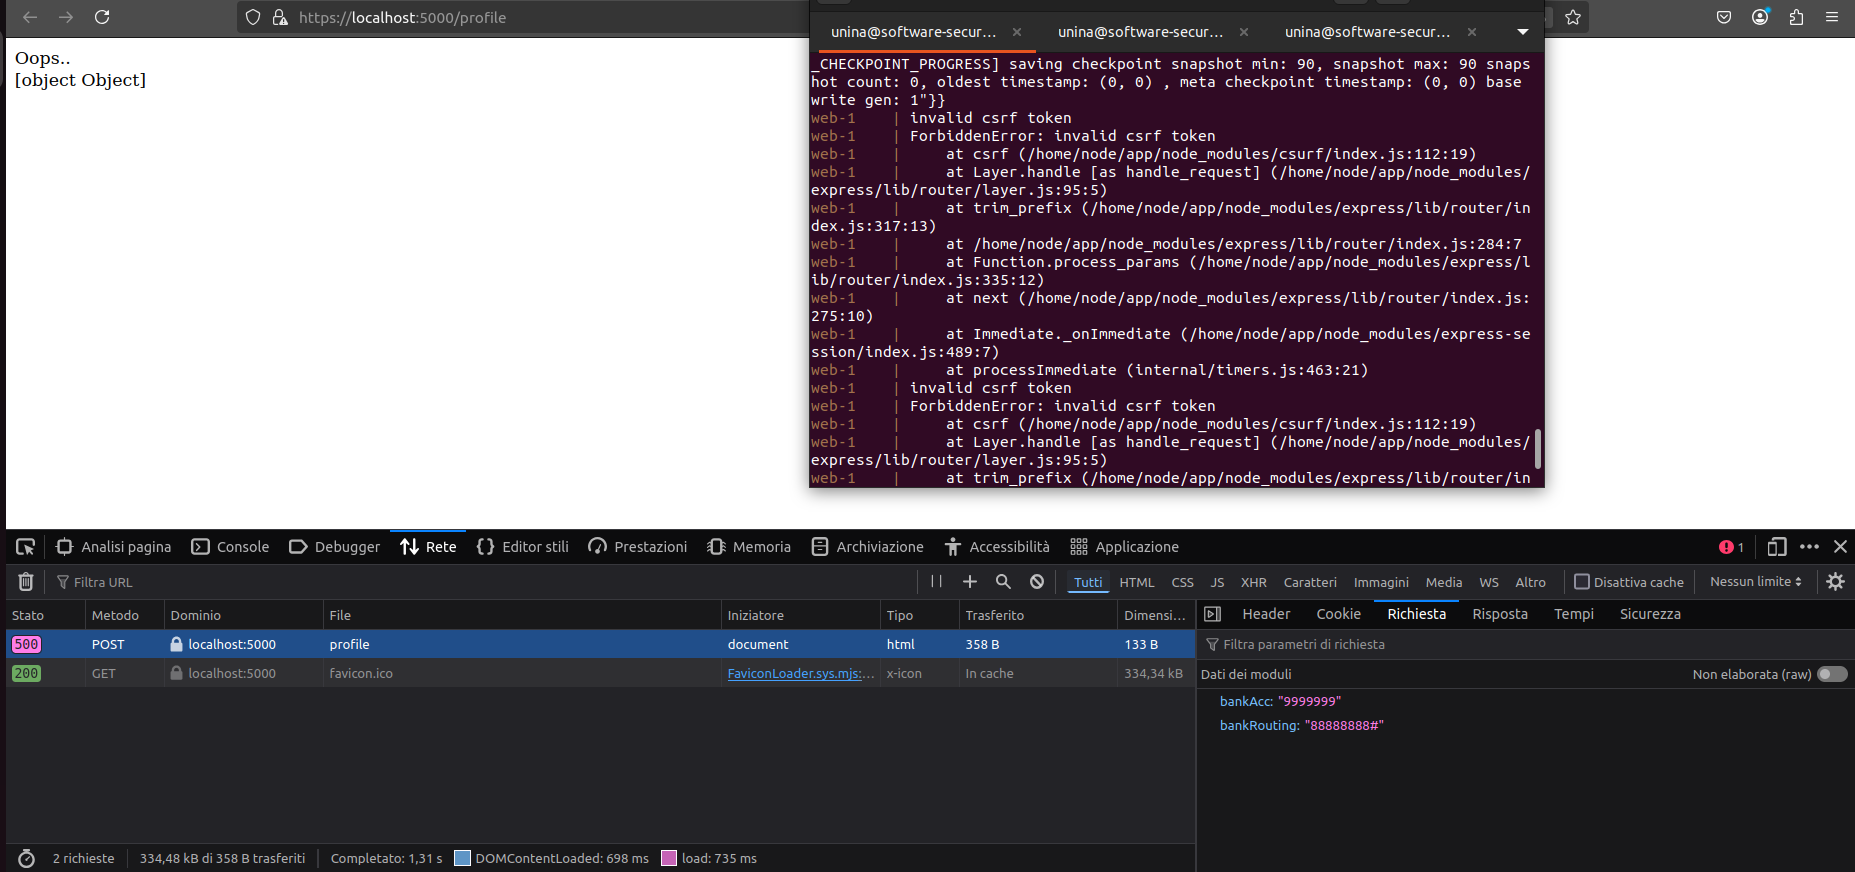 https://localhost:5000/profile
Oops..
[object Object]
unina@software-secur... × unina@software-secur... × unina@software-secur... ×
_CHECKPOINT_PROGRESS] saving checkpoint snapshot min: 90, snapshot max: 90 snaps
hot count: 0, oldest timestamp: (0, 0) , meta checkpoint timestamp: (0, 0) base
write gen: 1"}}
web-1 | invalid csrf token
web-1 | ForbiddenError: invalid csrf token
web-1 | at csrf (/home/node/app/node_modules/csurf/index.js:112:19)
web-1 | at Layer.handle [as handle_request] (/home/node/app/node_modules/
express/lib/router/layer.js:95:5)
web-1 | at trim_prefix (/home/node/app/node_modules/express/lib/router/in
dex.js:317:13)
web-1 | at /home/node/app/node_modules/express/lib/router/index.js:284:7
web-1 | at Function.process_params (/home/node/app/node_modules/express/l
ib/router/index.js:335:12)
web-1 | at next (/home/node/app/node_modules/express/lib/router/index.js:
275:10)
web-1 | at Immediate._onImmediate (/home/node/app/node_modules/express-se
ssion/index.js:489:7)
web-1 | at processImmediate (internal/timers.js:463:21)
web-1 | invalid csrf token
web-1 | ForbiddenError: invalid csrf token
web-1 | at csrf (/home/node/app/node_modules/csurf/index.js:112:19)
web-1 | at Layer.handle [as handle_request] (/home/node/app/node_modules/
express/lib/router/layer.js:95:5)
web-1 | at trim_prefix (/home/node/app/node_modules/express/lib/router/in
Analisi pagina Console Debugger Rete Editor stili Prestazioni Memoria Archiviazione Accessibilità Applicazione 1
Filtra URL Tutti HTML CSS JS XHR Caratteri Immagini Media WS Altro Disattiva cache Nessun limite
Stato Metodo Dominio File Iniziatore Tipo Trasferito Dimensi...
500 POST localhost:5000 profile document html 358 B 133 B
200 GET localhost:5000 favicon.ico FaviconLoader.sys.mjs:... x-icon In cache 334,34 kB
Header Cookie Richiesta Risposta Tempi Sicurezza
Filtra parametri di richiesta
Dati dei moduli Non elaborata (raw)
bankAcc: "9999999"
bankRouting: "88888888#"
2 richieste 334,48 kB di 358 B trasferiti Completato: 1,31 s DOMContentLoaded: 698 ms load: 735 ms